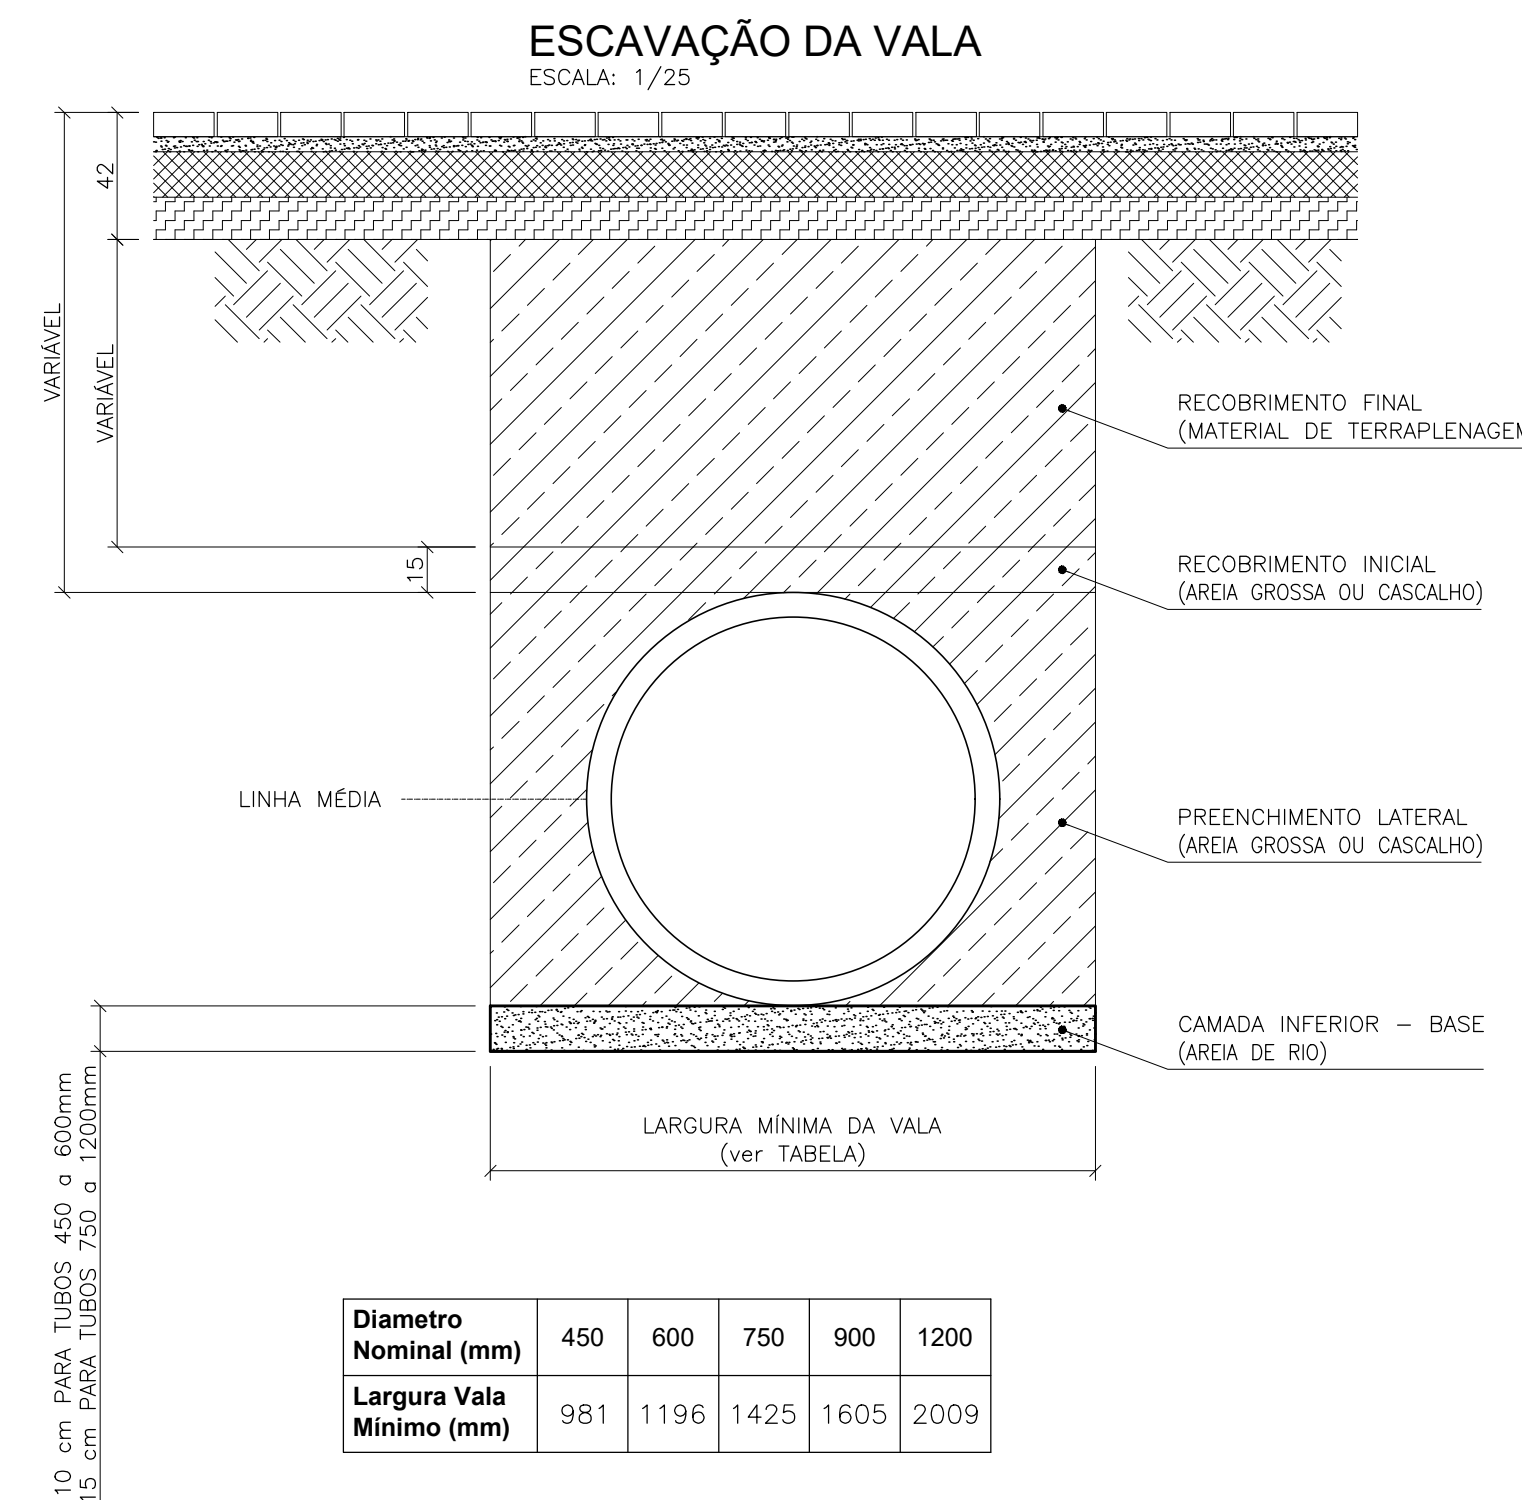 ESCAVAÇÃO DA VALA
ESCALA: 1/25
42
VARIÁVEL
VARIÁVEL
15
RECOBRIMENTO FINAL
(MATERIAL DE TERRAPLENAGEM
RECOBRIMENTO INICIAL
(AREIA GROSSA OU CASCALHO)
LINHA MÉDIA
PREENCHIMENTO LATERAL
(AREIA GROSSA OU CASCALHO)
CAMADA INFERIOR – BASE
(AREIA DE RIO)
10 cm PARA TUBOS 450 a 600mm
15 cm PARA TUBOS 750 a 1200mm
LARGURA MÍNIMA DA VALA
(ver TABELA)
Diametro
Nominal (mm) 450 600 750 900 1200
Largura Vala
Mínimo (mm) 981 1196 1425 1605 2009